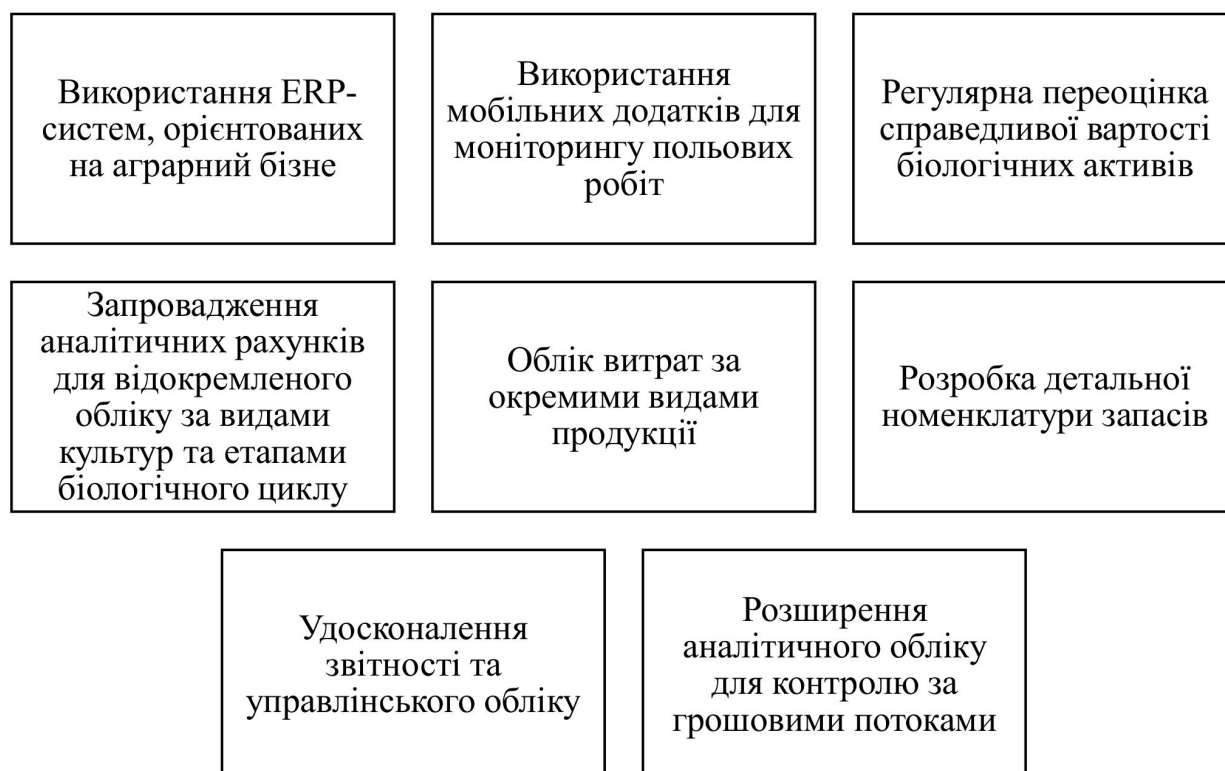 Використання ERP-
систем, орієнтованих
на аграрний бізне
Використання
мобільних додатків для
моніторингу польових
робіт
Регулярна переоцінка
справедливої вартості
біологічних активів
Запровадження
аналітичних рахунків
для відокремленого
обліку за видами
культур та етапами
біологічного циклу
Облік витрат за
окремими видами
продукції
Розробка детальної
номенклатури запасів
Удосконалення
звітності та
управлінського обліку
Розширення
аналітичного обліку
для контролю за
грошовими потоками